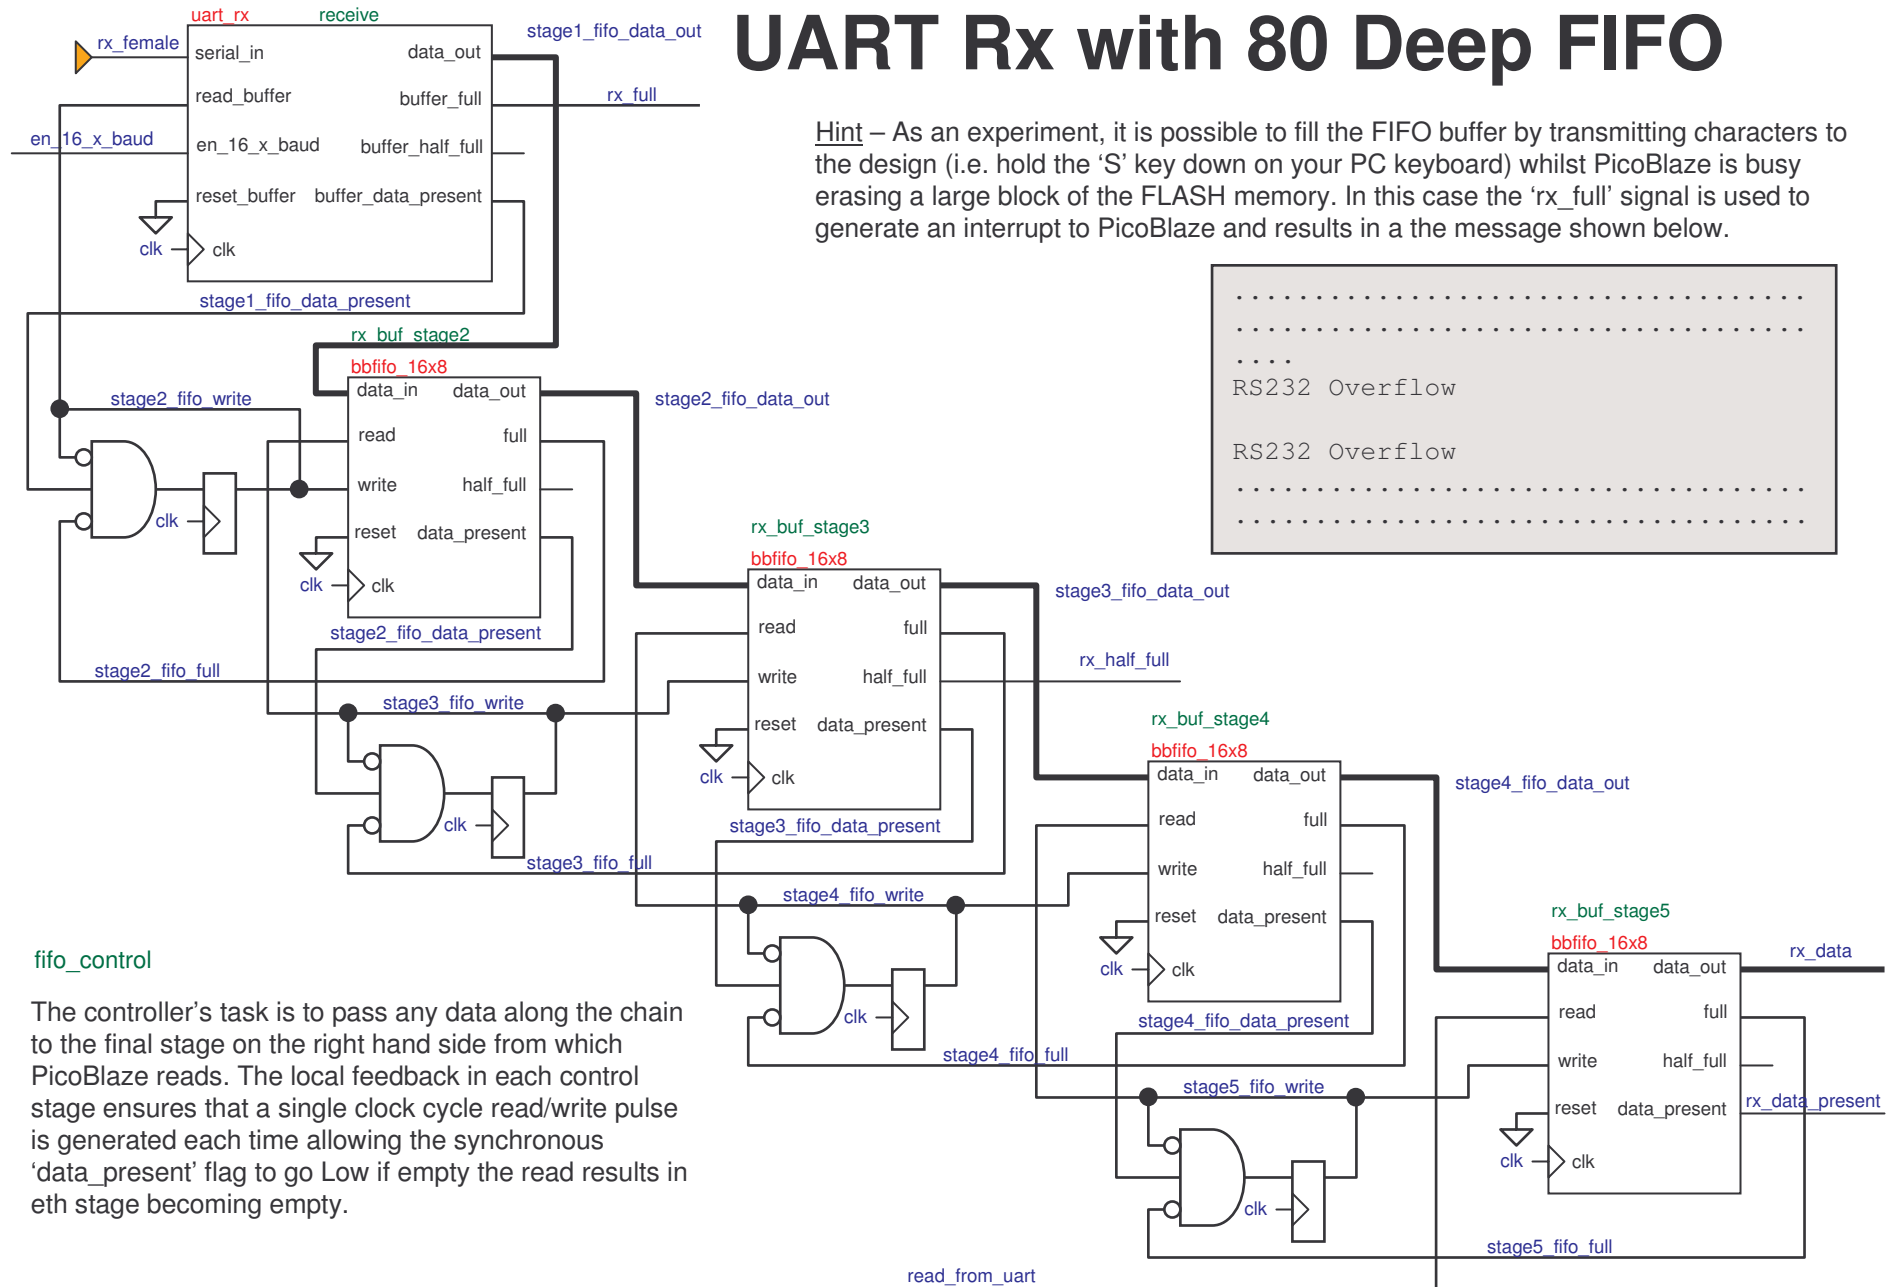 UART Rx with 80 Deep FIFO
Hint – As an experiment, it is possible to fill the FIFO buffer by transmitting characters to
the design (i.e. hold the ‘S’ key down on your PC keyboard) whilst PicoBlaze is busy
erasing a large block of the FLASH memory. In this case the ‘rx_full’ signal is used to
generate an interrupt to PicoBlaze and results in a the message shown below.
....................................
....................................
....
RS232 Overflow
RS232 Overflow
....................................
....................................
uart_rx receive
rx_female
serial_in data_out
stage1_fifo_data_out
read_buffer buffer_full
rx_full
en_16_x_baud
en_16_x_baud buffer_half_full
reset_buffer buffer_data_present
clk clk
stage1_fifo_data_present
rx_buf_stage2
bbfifo_16x8
data_in data_out
stage2_fifo_data_out
stage2_fifo_write
read full
write half_full
clk
reset data_present
clk clk
stage2_fifo_data_present
stage2_fifo_full
rx_buf_stage3
bbfifo_16x8
data_in data_out
stage3_fifo_data_out
read full
rx_half_full
write half_full
stage3_fifo_write
reset data_present
clk clk
clk
stage3_fifo_data_present
stage3_fifo_full
rx_buf_stage4
bbfifo_16x8
data_in data_out
stage4_fifo_data_out
read full
write half_full
stage4_fifo_write
reset data_present
clk clk
clk
stage4_fifo_data_present
stage4_fifo_full
rx_buf_stage5
bbfifo_16x8
data_in data_out
rx_data
read full
write half_full
stage5_fifo_write
reset data_present
rx_data_present
clk clk
clk
stage5_fifo_full
read_from_uart
fifo_control
The controller’s task is to pass any data along the chain
to the final stage on the right hand side from which
PicoBlaze reads. The local feedback in each control
stage ensures that a single clock cycle read/write pulse
is generated each time allowing the synchronous
‘data_present’ flag to go Low if empty the read results in
eth stage becoming empty.